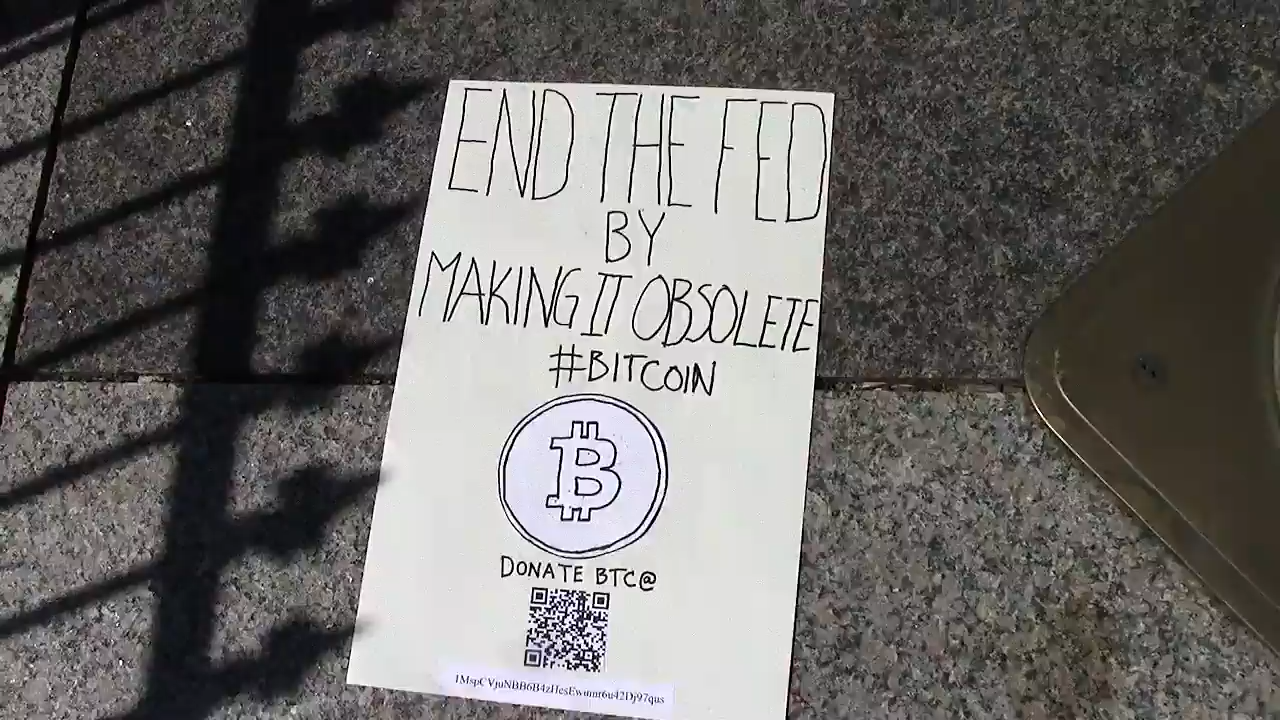 END THE FED
BY
MAKING IT OBSOLETE
#BITCOIN
B
DONATE BTC@